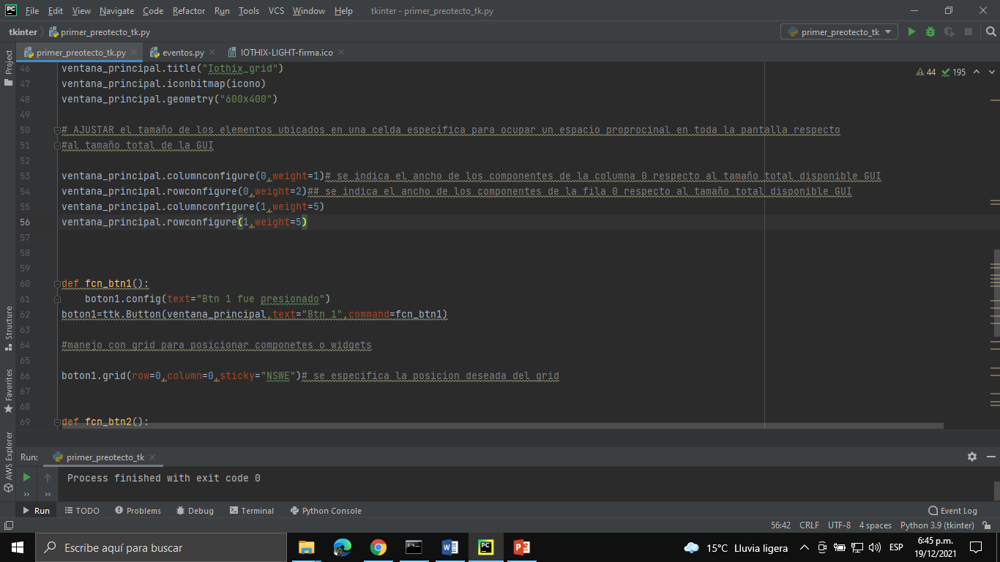 PC File Edit View Navigate Code Refactor Run Tools VCS Window Help tkinter - primer_preotecto_tk.py
tkinter primer_preotecto_tk.py primer_preotecto_tk
primer_preotecto_tk.py eventos.py IOTHIX-LIGHT-firma.ico
Project
44 195
46 ventana_principal.title("Iothix_grid")
47 ventana_principal.iconbitmap(icono)
48 ventana_principal.geometry("600x400")
49
50 # AJUSTAR el tamaño de los elementos ubicados en una celda especifica para ocupar un espacio proprocinal en toda la pantalla respecto
51 #al tamaño total de la GUI
52
53 ventana_principal.columnconfigure(0,weight=1)# se indica el ancho de los componentes de la columna 0 respecto al tamaño total disponible GUI
54 ventana_principal.rowconfigure(0,weight=2)## se indica el ancho de los componentes de la fila 0 respecto al tamaño total disponible GUI
55 ventana_principal.columnconfigure(1,weight=5)
56 ventana_principal.rowconfigure(1,weight=5)
57
58
59
60 def fcn_btn1():
61 boton1.config(text="Btn 1 fue presionado")
62 boton1=ttk.Button(ventana_principal,text="Btn 1",command=fcn_btn1)
63
64 #manejo con grid para posicionar componetes o widgets
65
66 boton1.grid(row=0,column=0,sticky="NSWE")# se especifica la posicion deseada del grid
67
68
69 def fcn_btn2():
Structure
Favorites
AWS Explorer
Run: primer_preotecto_tk
Process finished with exit code 0
Run TODO Problems Debug Terminal Python Console Event Log
56:42 CRLF UTF-8 4 spaces Python 3.9 (tkinter)
Escribe aquí para buscar
W PC P
15°C Lluvia ligera ESP
6:45 p.m.
19/12/2021